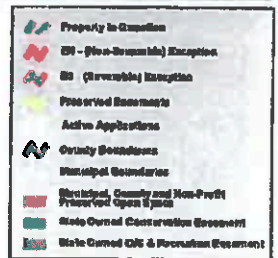 Property In Question
EN - (Non-Severable) Exception
ES - (Severable) Exception
Preserved Easements
Active Applications
County Boundaries
Municipal Boundaries
Municipal, County and Non-Profit
Preserved Open Space
State Owned Conservation Easement
State Owned O/S & Recreation Easement